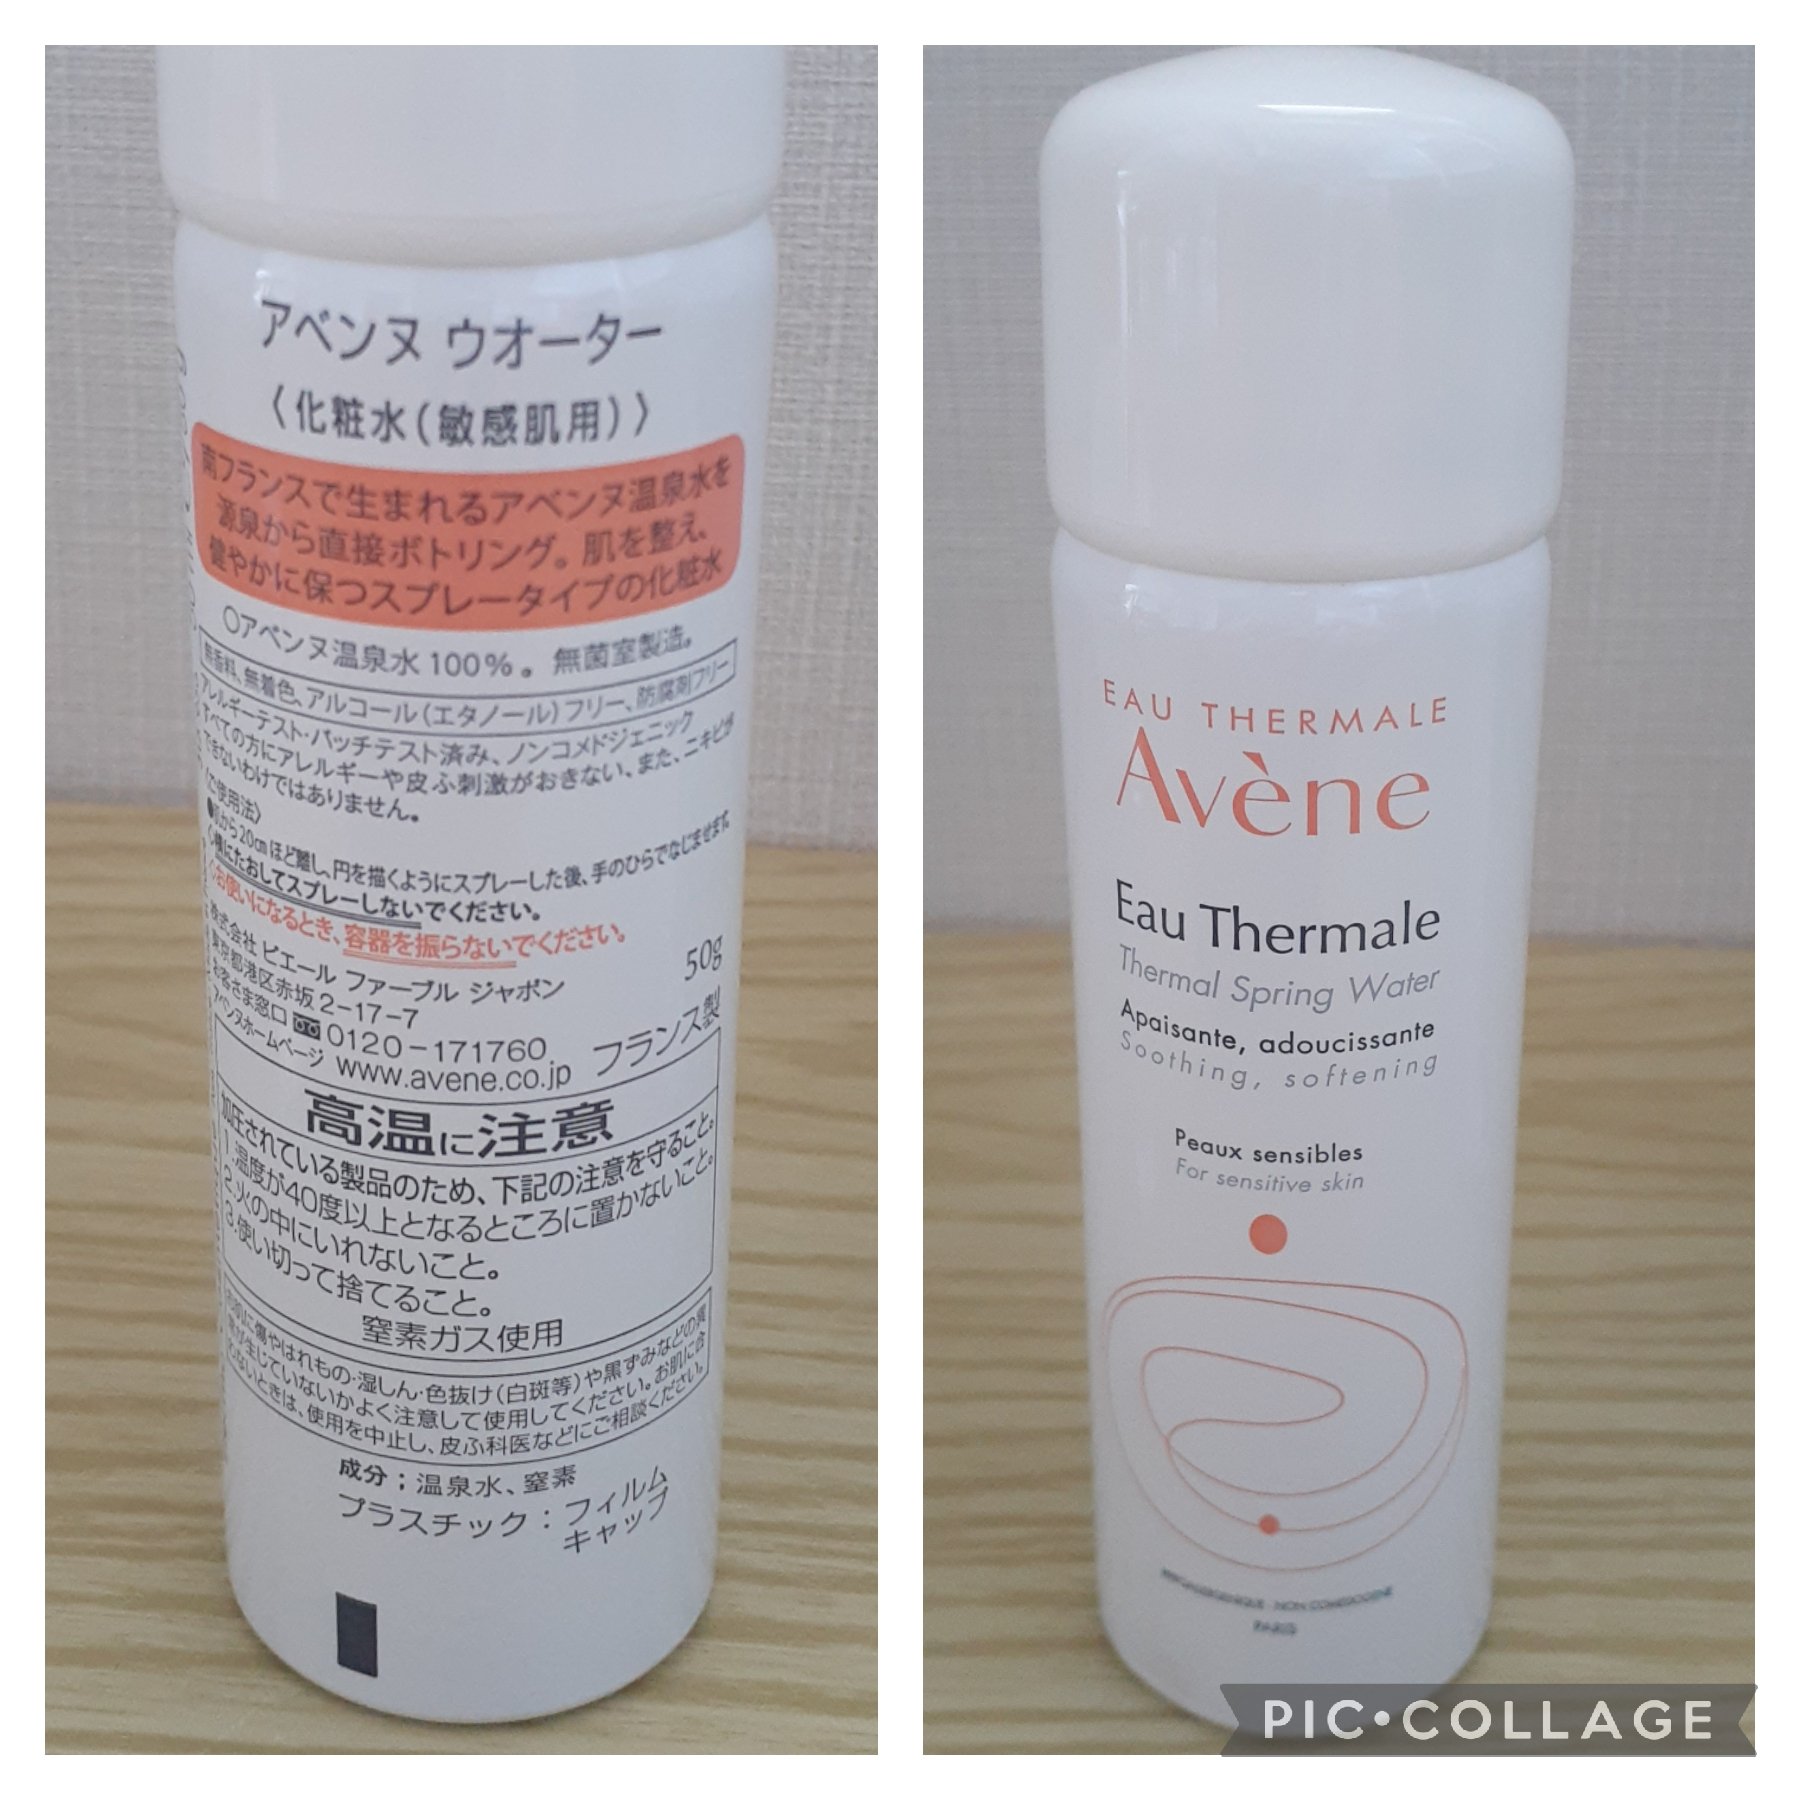 アベンヌ ウオーター
〈化粧水(敏感肌用)〉
南フランスで生まれるアベンヌ温泉水を
源泉から直接ボトリング。肌を整え、
健やかに保つスプレータイプの化粧水
○アベンヌ温泉水100%。無菌室製造。
無香料、無着色、アルコール(エタノール)フリー、防腐剤フリー
アレルギーテスト・パッチテスト済み、ノンコメドジェニック
すべての方にアレルギーや皮ふ刺激がおきない、また、ニキビが
できないわけではありません。
〈ご使用法〉
●肌から20cmほど離し、円を描くようにスプレーした後、手のひらでなじませます。
◇横にたおしてスプレーしないでください。
◇お使いになるとき、容器を振らないでください。
株式会社 ピエール ファーブル ジャポン
50g
東京都港区赤坂2-17-7
お客さま窓口 0120-171760
フランス製
アベンヌホームページ www.avene.co.jp
高温に注意
加圧されている製品のため、下記の注意を守ること。
1.温度が40度以上となるところに置かないこと。
2.火の中にいれないこと。
3.使い切って捨てること。
窒素ガス使用
お肌に傷やはれもの・湿しん・色抜け(白斑等)や黒ずみなどの異
常が生じていないかよく注意して使用してください。お肌に合
わないときは、使用を中止し、皮ふ科医などにご相談ください。
成分：温泉水、窒素
プラスチック：フィルム
キャップ
EAU THERMALE
Avène
Eau Thermale
Thermal Spring Water
Apaisante, adoucissante
Soothing, softening
Peaux sensibles
For sensitive skin
HYPOALLERGENIQUE - NON COMEDOGENE
PARIS
PIC•COLLAGE